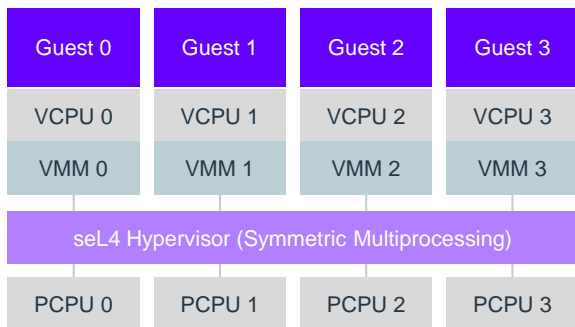 Guest 0 Guest 1 Guest 2 Guest 3
VCPU 0 VCPU 1 VCPU 2 VCPU 3
VMM 0 VMM 1 VMM 2 VMM 3
seL4 Hypervisor (Symmetric Multiprocessing)
PCPU 0 PCPU 1 PCPU 2 PCPU 3